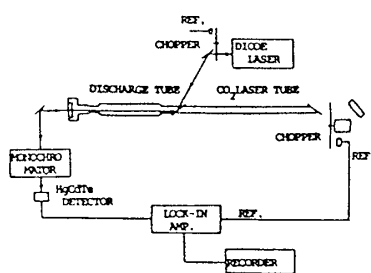 REF.
CHOPPER
DIODE
LASER
DISCHARGE TUBE
CO2LASER TUBE
CHOPPER
REF
MONOCHRO
MATOR
HgCdTe
DETECTOR
LOCK-IN
AMP.
REF.
RECORDER